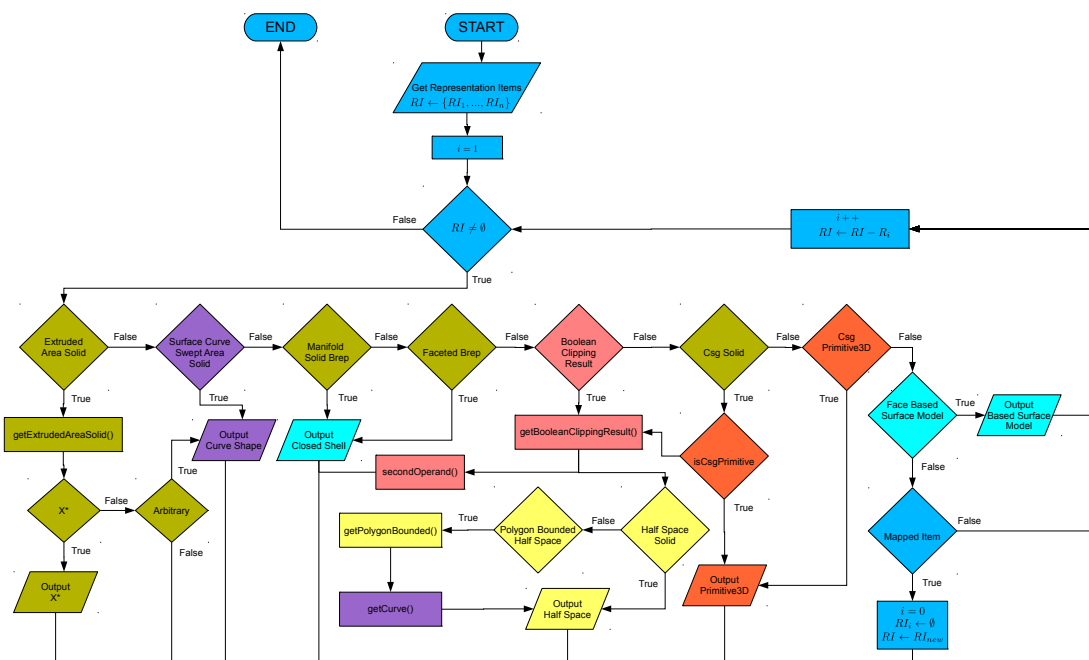 END
START
Get Representation Items
RI ← {RI₁, ..., RIₙ}
i = 1
RI ≠ ∅
False
True
i + +
RI ← RI − Rᵢ
Extruded
Area Solid
False
True
Surface Curve
Swept Area
Solid
False
True
Manifold
Solid Brep
False
True
Faceted Brep
False
True
Boolean
Clipping
Result
False
True
Csg Solid
False
True
Csg
Primitive3D
False
True
Face Based
Surface Model
True
False
Output
Based Surface
Model
getExtrudedAreaSolid()
Output
Curve Shape
Output
Closed Shell
getBooleanClippingResult()
isCsgPrimitive
True
secondOperand()
X*
False
True
Arbitrary
True
False
getPolygonBounded()
True
Polygon Bounded
Half Space
False
Half Space
Solid
True
Mapped Item
False
True
Output
X*
getCurve()
Output
Half Space
Output
Primitive3D
i = 0
RIᵢ ← ∅
RI ← RI_new